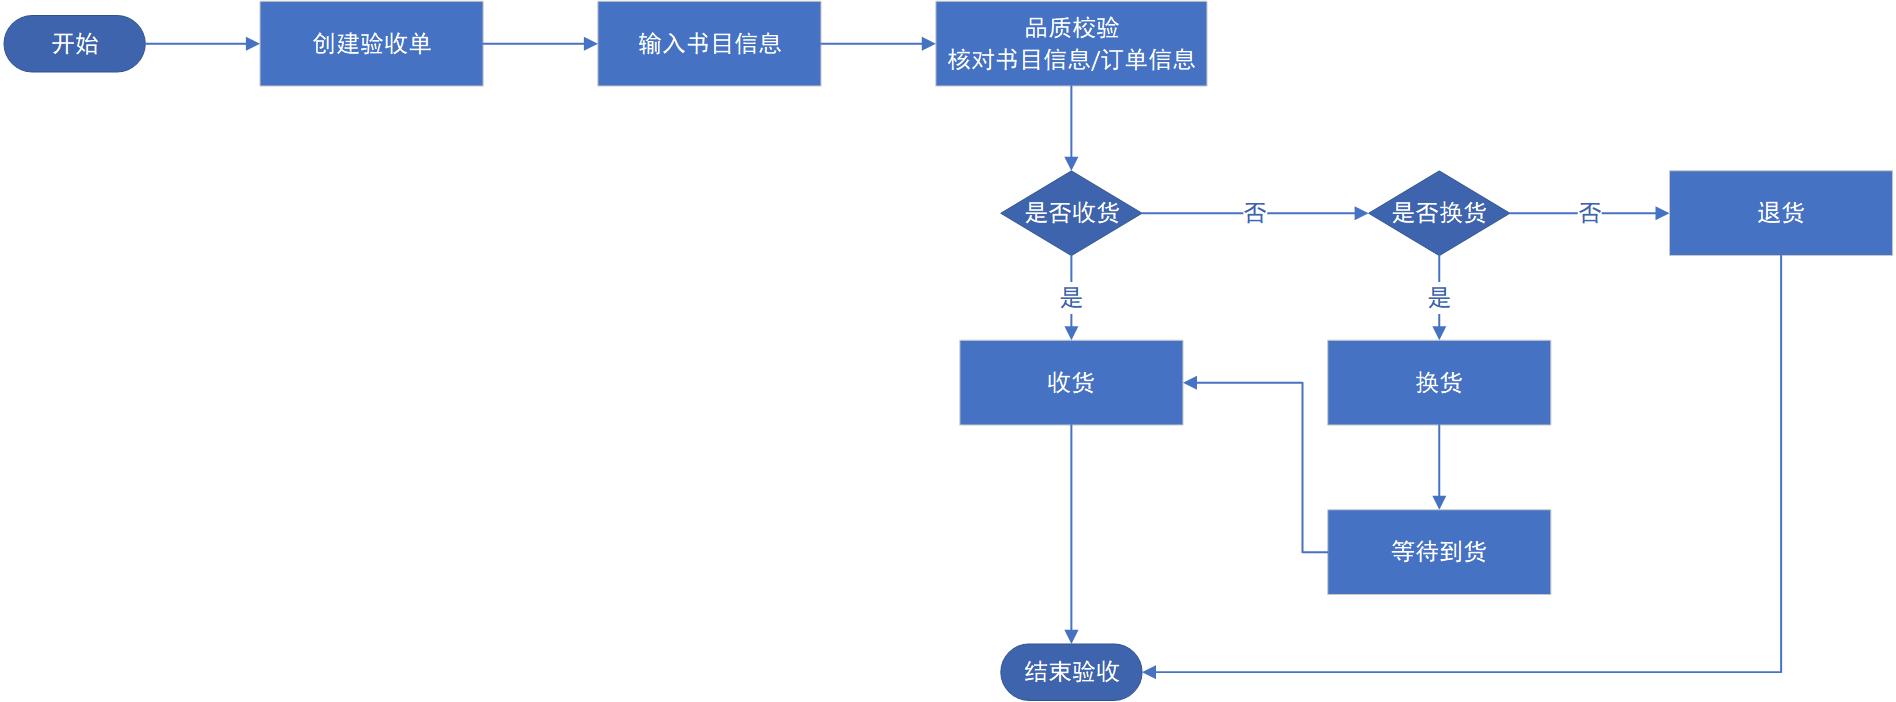 开始
创建验收单
输入书目信息
品质校验
核对书目信息/订单信息
是否收货
否
是否换货
否
退货
是
是
收货
换货
等待到货
结束验收